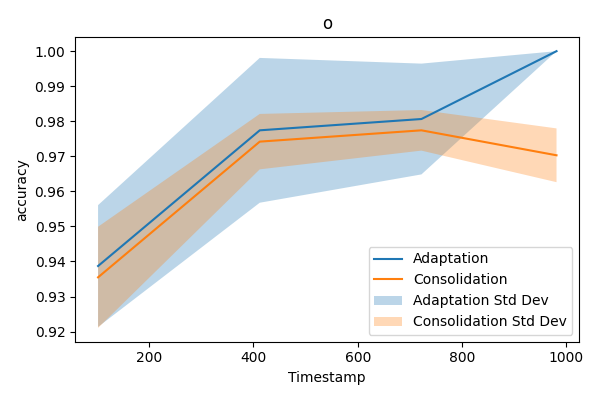 o
accuracy
1.00
0.99
0.98
0.97
0.96
0.95
0.94
0.93
0.92
200
400
600
800
1000
Timestamp
Adaptation
Consolidation
Adaptation Std Dev
Consolidation Std Dev